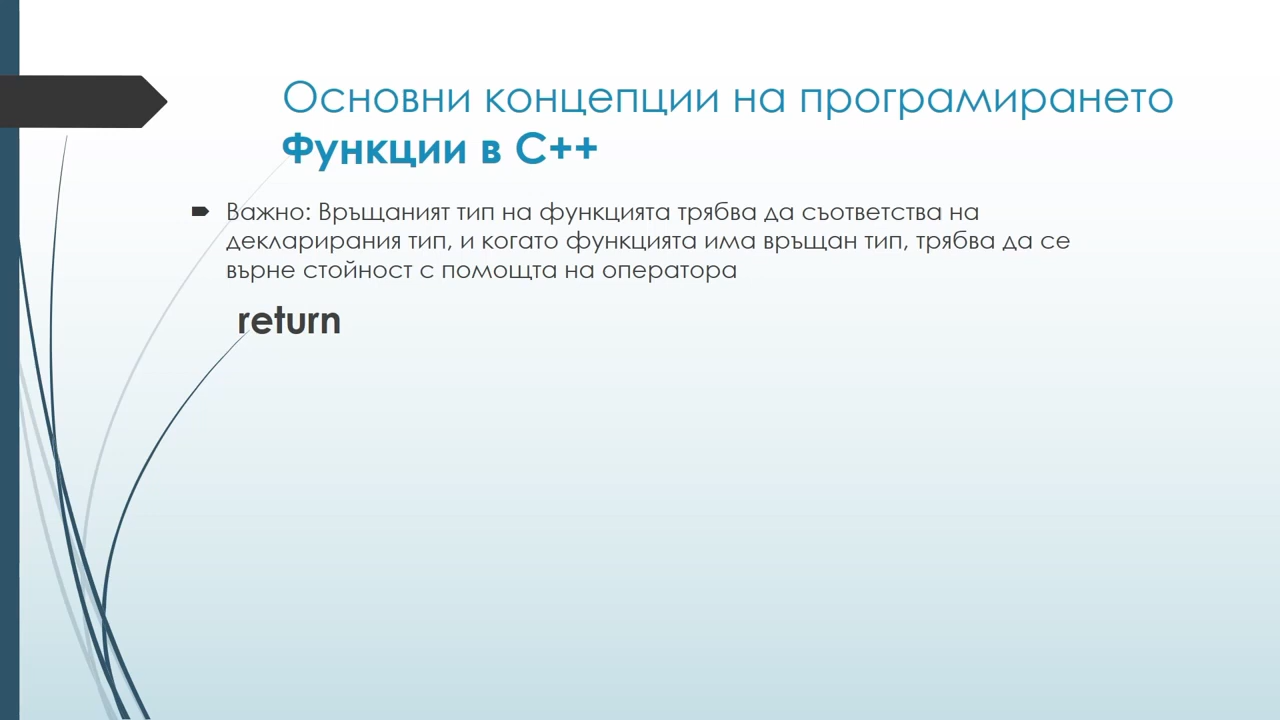 Основни концепции на програмирането
Функции в C++
Важно: Връщаният тип на функцията трябва да съответства на
декларирания тип, и когато функцията има връщан тип, трябва да се
върне стойност с помощта на оператора
return